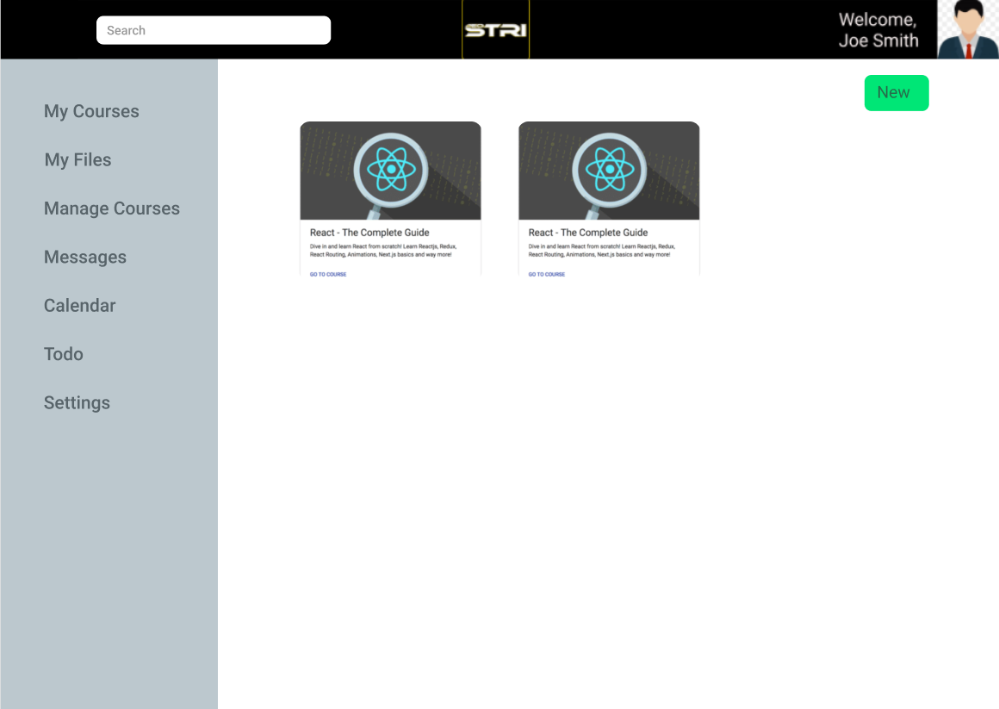 Search
STRI
Welcome,
Joe Smith
New
My Courses
My Files
Manage Courses
Messages
Calendar
Todo
Settings
React - The Complete Guide
Dive in and learn React from scratch! Learn Reactjs, Redux,
React Routing, Animations, Next.js basics and way more!
GO TO COURSE
React - The Complete Guide
Dive in and learn React from scratch! Learn Reactjs, Redux,
React Routing, Animations, Next.js basics and way more!
GO TO COURSE